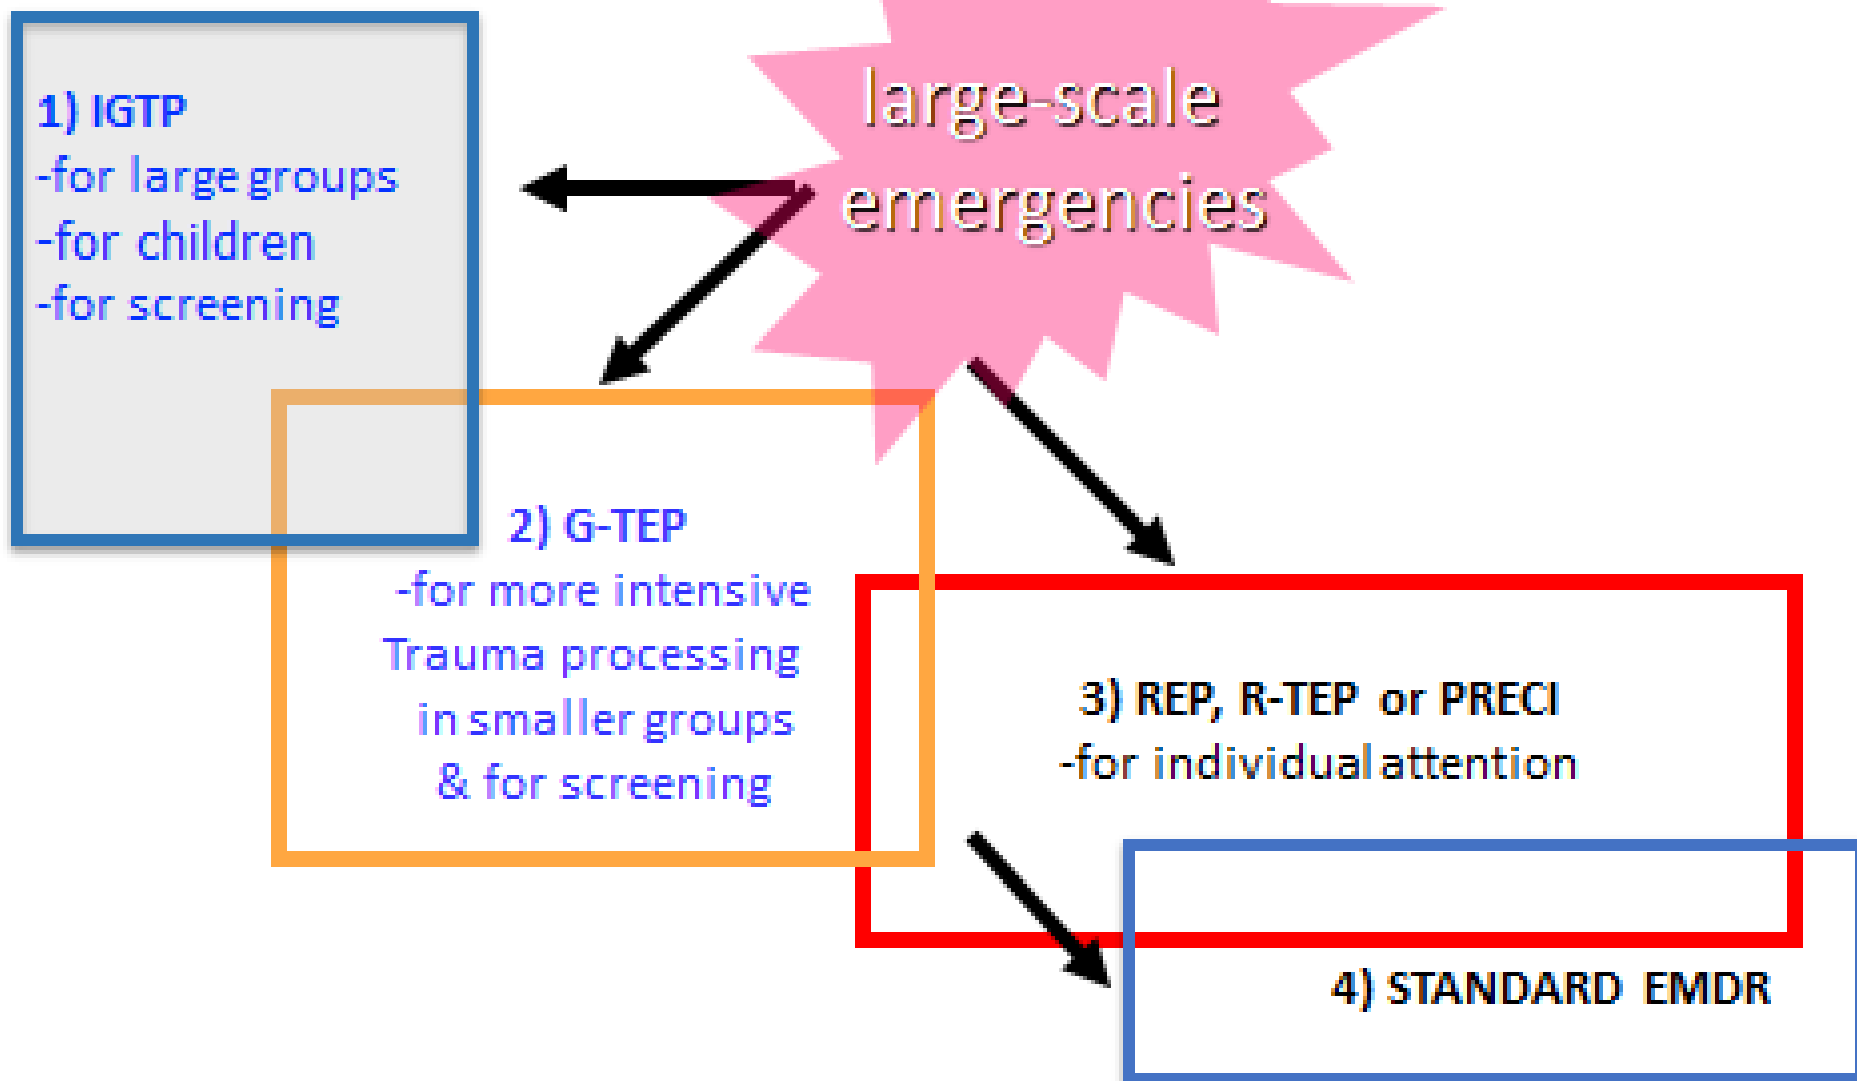 large-scale
emergencies
1) IGTP
-for large groups
-for children
-for screening
2) G-TEP
-for more intensive
Trauma processing
in smaller groups
& for screening
3) REP, R-TEP or PRECI
-for individual attention
4) STANDARD EMDR